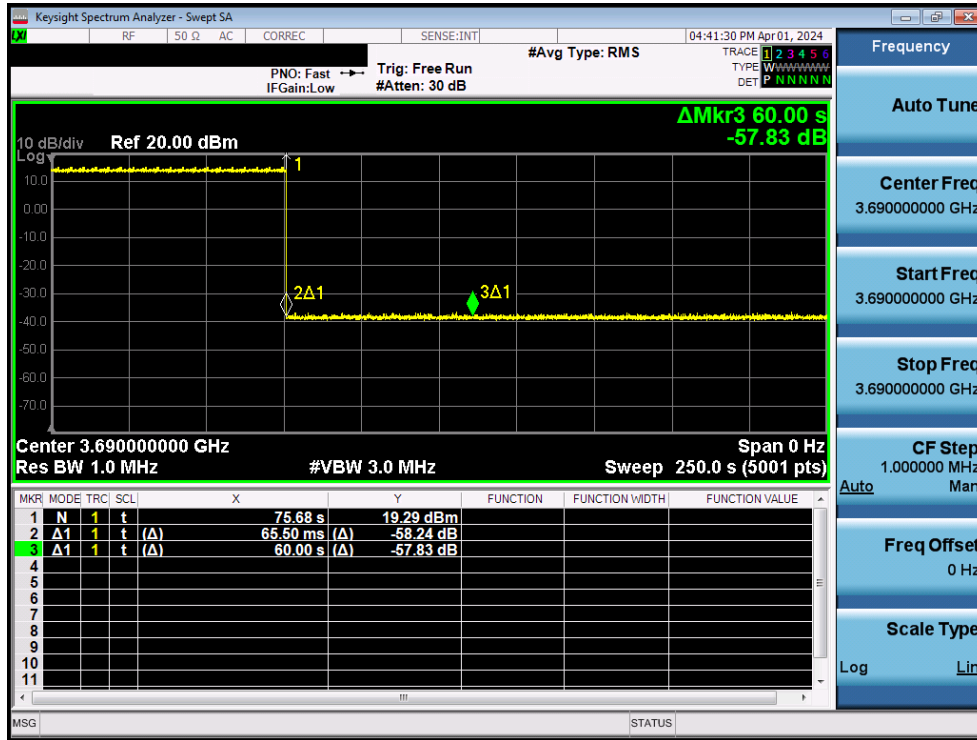 Keysight Spectrum Analyzer - Swept SA
LXI RF 50 Ω AC CORREC SENSE:INT 04:41:30 PM Apr 01, 2024
PNO: Fast Trig: Free Run #Avg Type: RMS TRACE 1 2 3 4 5 6
IFGain:Low #Atten: 30 dB TYPE WWWWWW
DET P N N N N N
ΔMkr3 60.00 s
-57.83 dB
10 dB/div Ref 20.00 dBm
Log
1
10.0
0.00
-10.0
-20.0
-30.0
2Δ1
3Δ1
-40.0
-50.0
-60.0
-70.0
Center 3.690000000 GHz Span 0 Hz
Res BW 1.0 MHz #VBW 3.0 MHz Sweep 250.0 s (5001 pts)
MKR MODE TRC SCL X Y FUNCTION FUNCTION WIDTH FUNCTION VALUE
1 N 1 t 75.68 s 19.29 dBm
2 Δ1 1 t (Δ) 65.50 ms (Δ) -58.24 dB
3 Δ1 1 t (Δ) 60.00 s (Δ) -57.83 dB
4
5
6
7
8
9
10
11
MSG STATUS
Frequency
Auto Tune
Center Freq
3.690000000 GHz
Start Freq
3.690000000 GHz
Stop Freq
3.690000000 GHz
CF Step
1.000000 MHz
Auto Man
Freq Offset
0 Hz
Scale Type
Log Lin